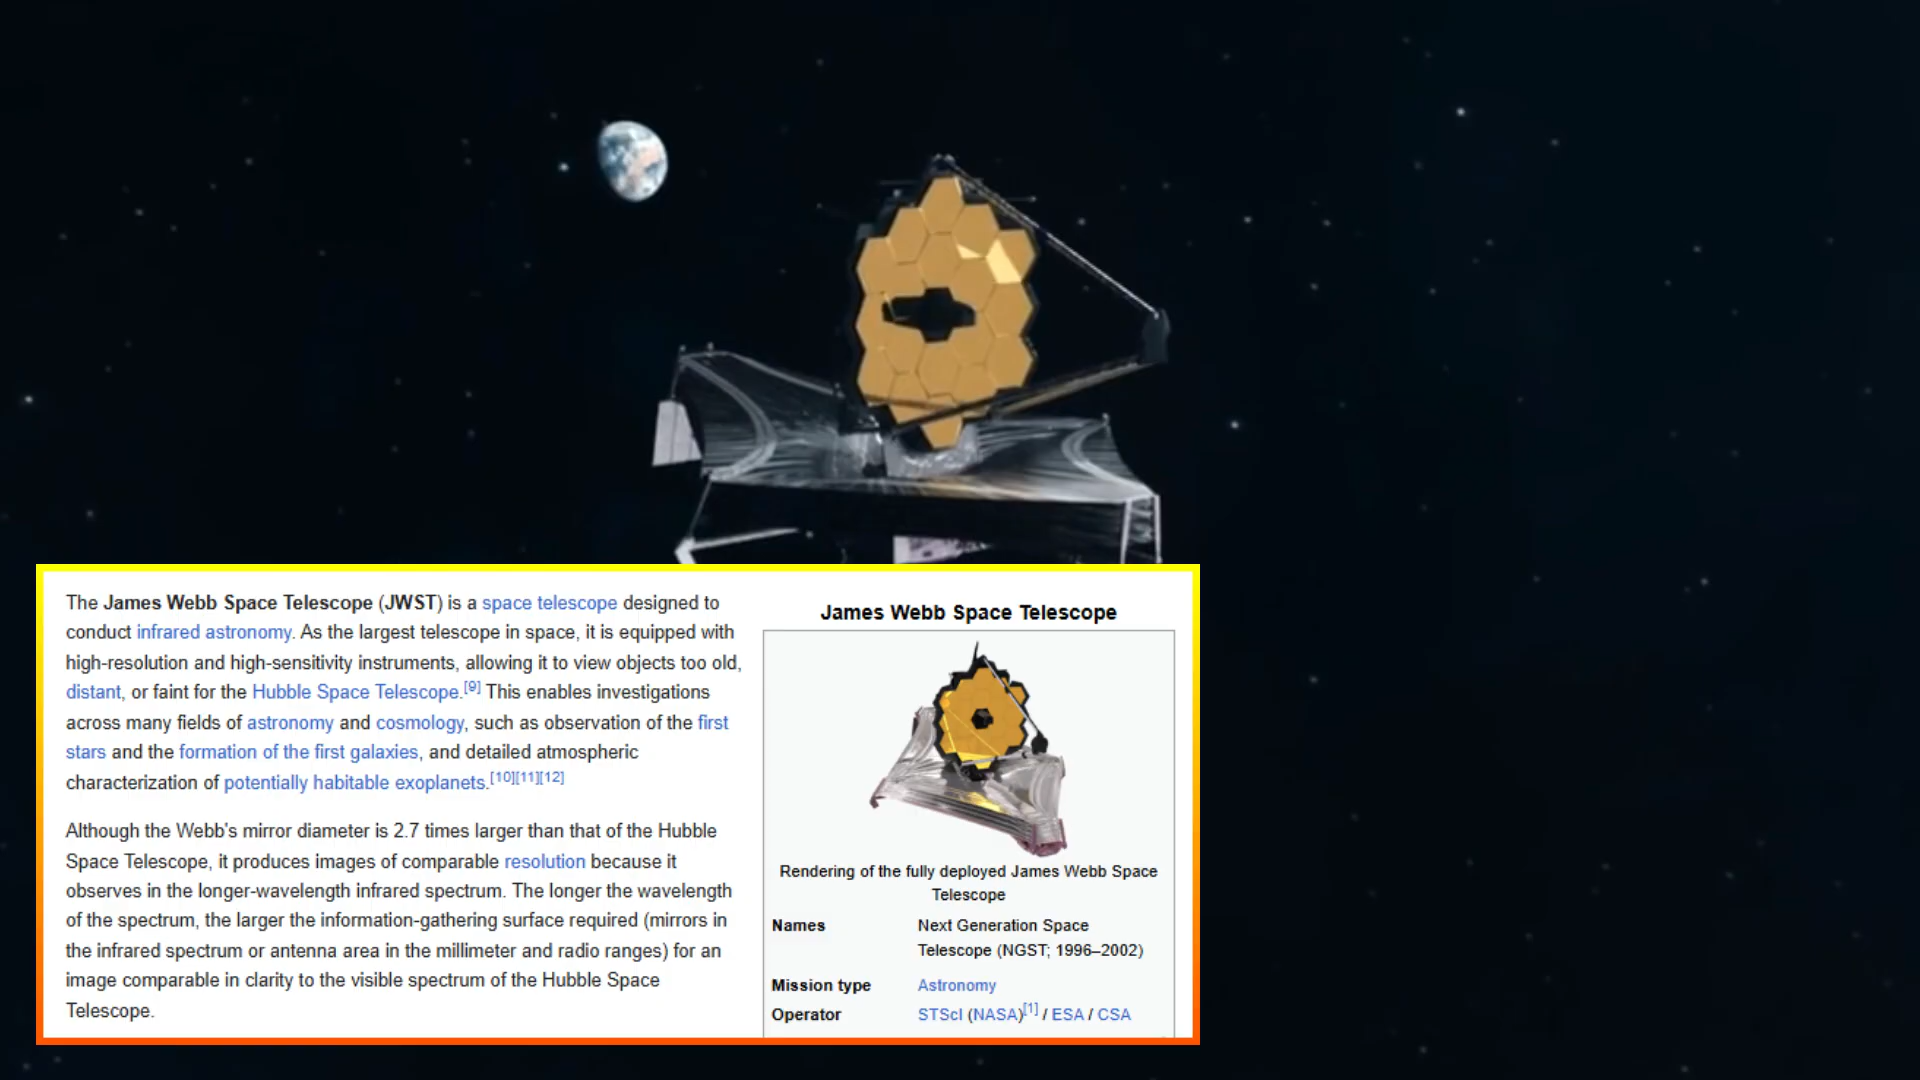 The James Webb Space Telescope (JWST) is a space telescope designed to
conduct infrared astronomy. As the largest telescope in space, it is equipped with
high-resolution and high-sensitivity instruments, allowing it to view objects too old,
distant, or faint for the Hubble Space Telescope.[9] This enables investigations
across many fields of astronomy and cosmology, such as observation of the first
stars and the formation of the first galaxies, and detailed atmospheric
characterization of potentially habitable exoplanets.[10][11][12]
Although the Webb's mirror diameter is 2.7 times larger than that of the Hubble
Space Telescope, it produces images of comparable resolution because it
observes in the longer-wavelength infrared spectrum. The longer the wavelength
of the spectrum, the larger the information-gathering surface required (mirrors in
the infrared spectrum or antenna area in the millimeter and radio ranges) for an
image comparable in clarity to the visible spectrum of the Hubble Space
Telescope.
James Webb Space Telescope
Rendering of the fully deployed James Webb Space
Telescope
Names Next Generation Space
Telescope (NGST; 1996–2002)
Mission type Astronomy
Operator STScI (NASA)[1] / ESA / CSA